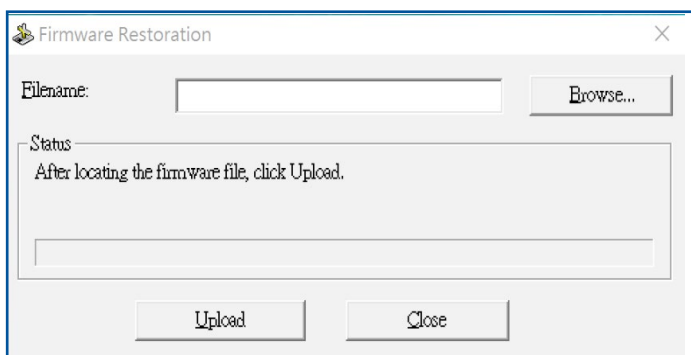 Firmware Restoration
Filename:
Browse...
Status
After locating the firmware file, click Upload.
Upload
Close